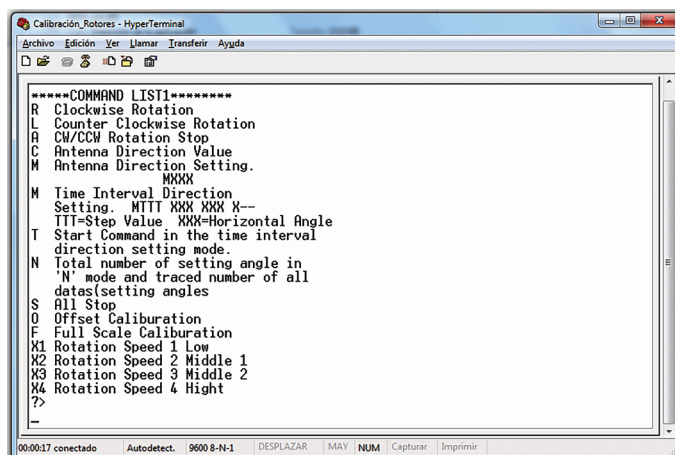 Calibración_Rotores - HyperTerminal
Archivo Edición Ver Llamar Transferir Ayuda
*****COMMAND LIST1********
R Clockwise Rotation
L Counter Clockwise Rotation
A CW/CCW Rotation Stop
C Antenna Direction Value
M Antenna Direction Setting.
MXXX
M Time Interval Direction
Setting. MTTT XXX XXX X--
TTT=Step Value XXX=Horizontal Angle
T Start Command in the time interval
direction setting mode.
N Total number of setting angle in
'N' mode and traced number of all
datas(setting angles
S All Stop
O Offset Caliburation
F Full Scale Caliburation
X1 Rotation Speed 1 Low
X2 Rotation Speed 2 Middle 1
X3 Rotation Speed 3 Middle 2
X4 Rotation Speed 4 Hight
?>
_
00:00:17 conectado Autodetect. 9600 8-N-1 DESPLAZAR MAY NUM Capturar Imprimir